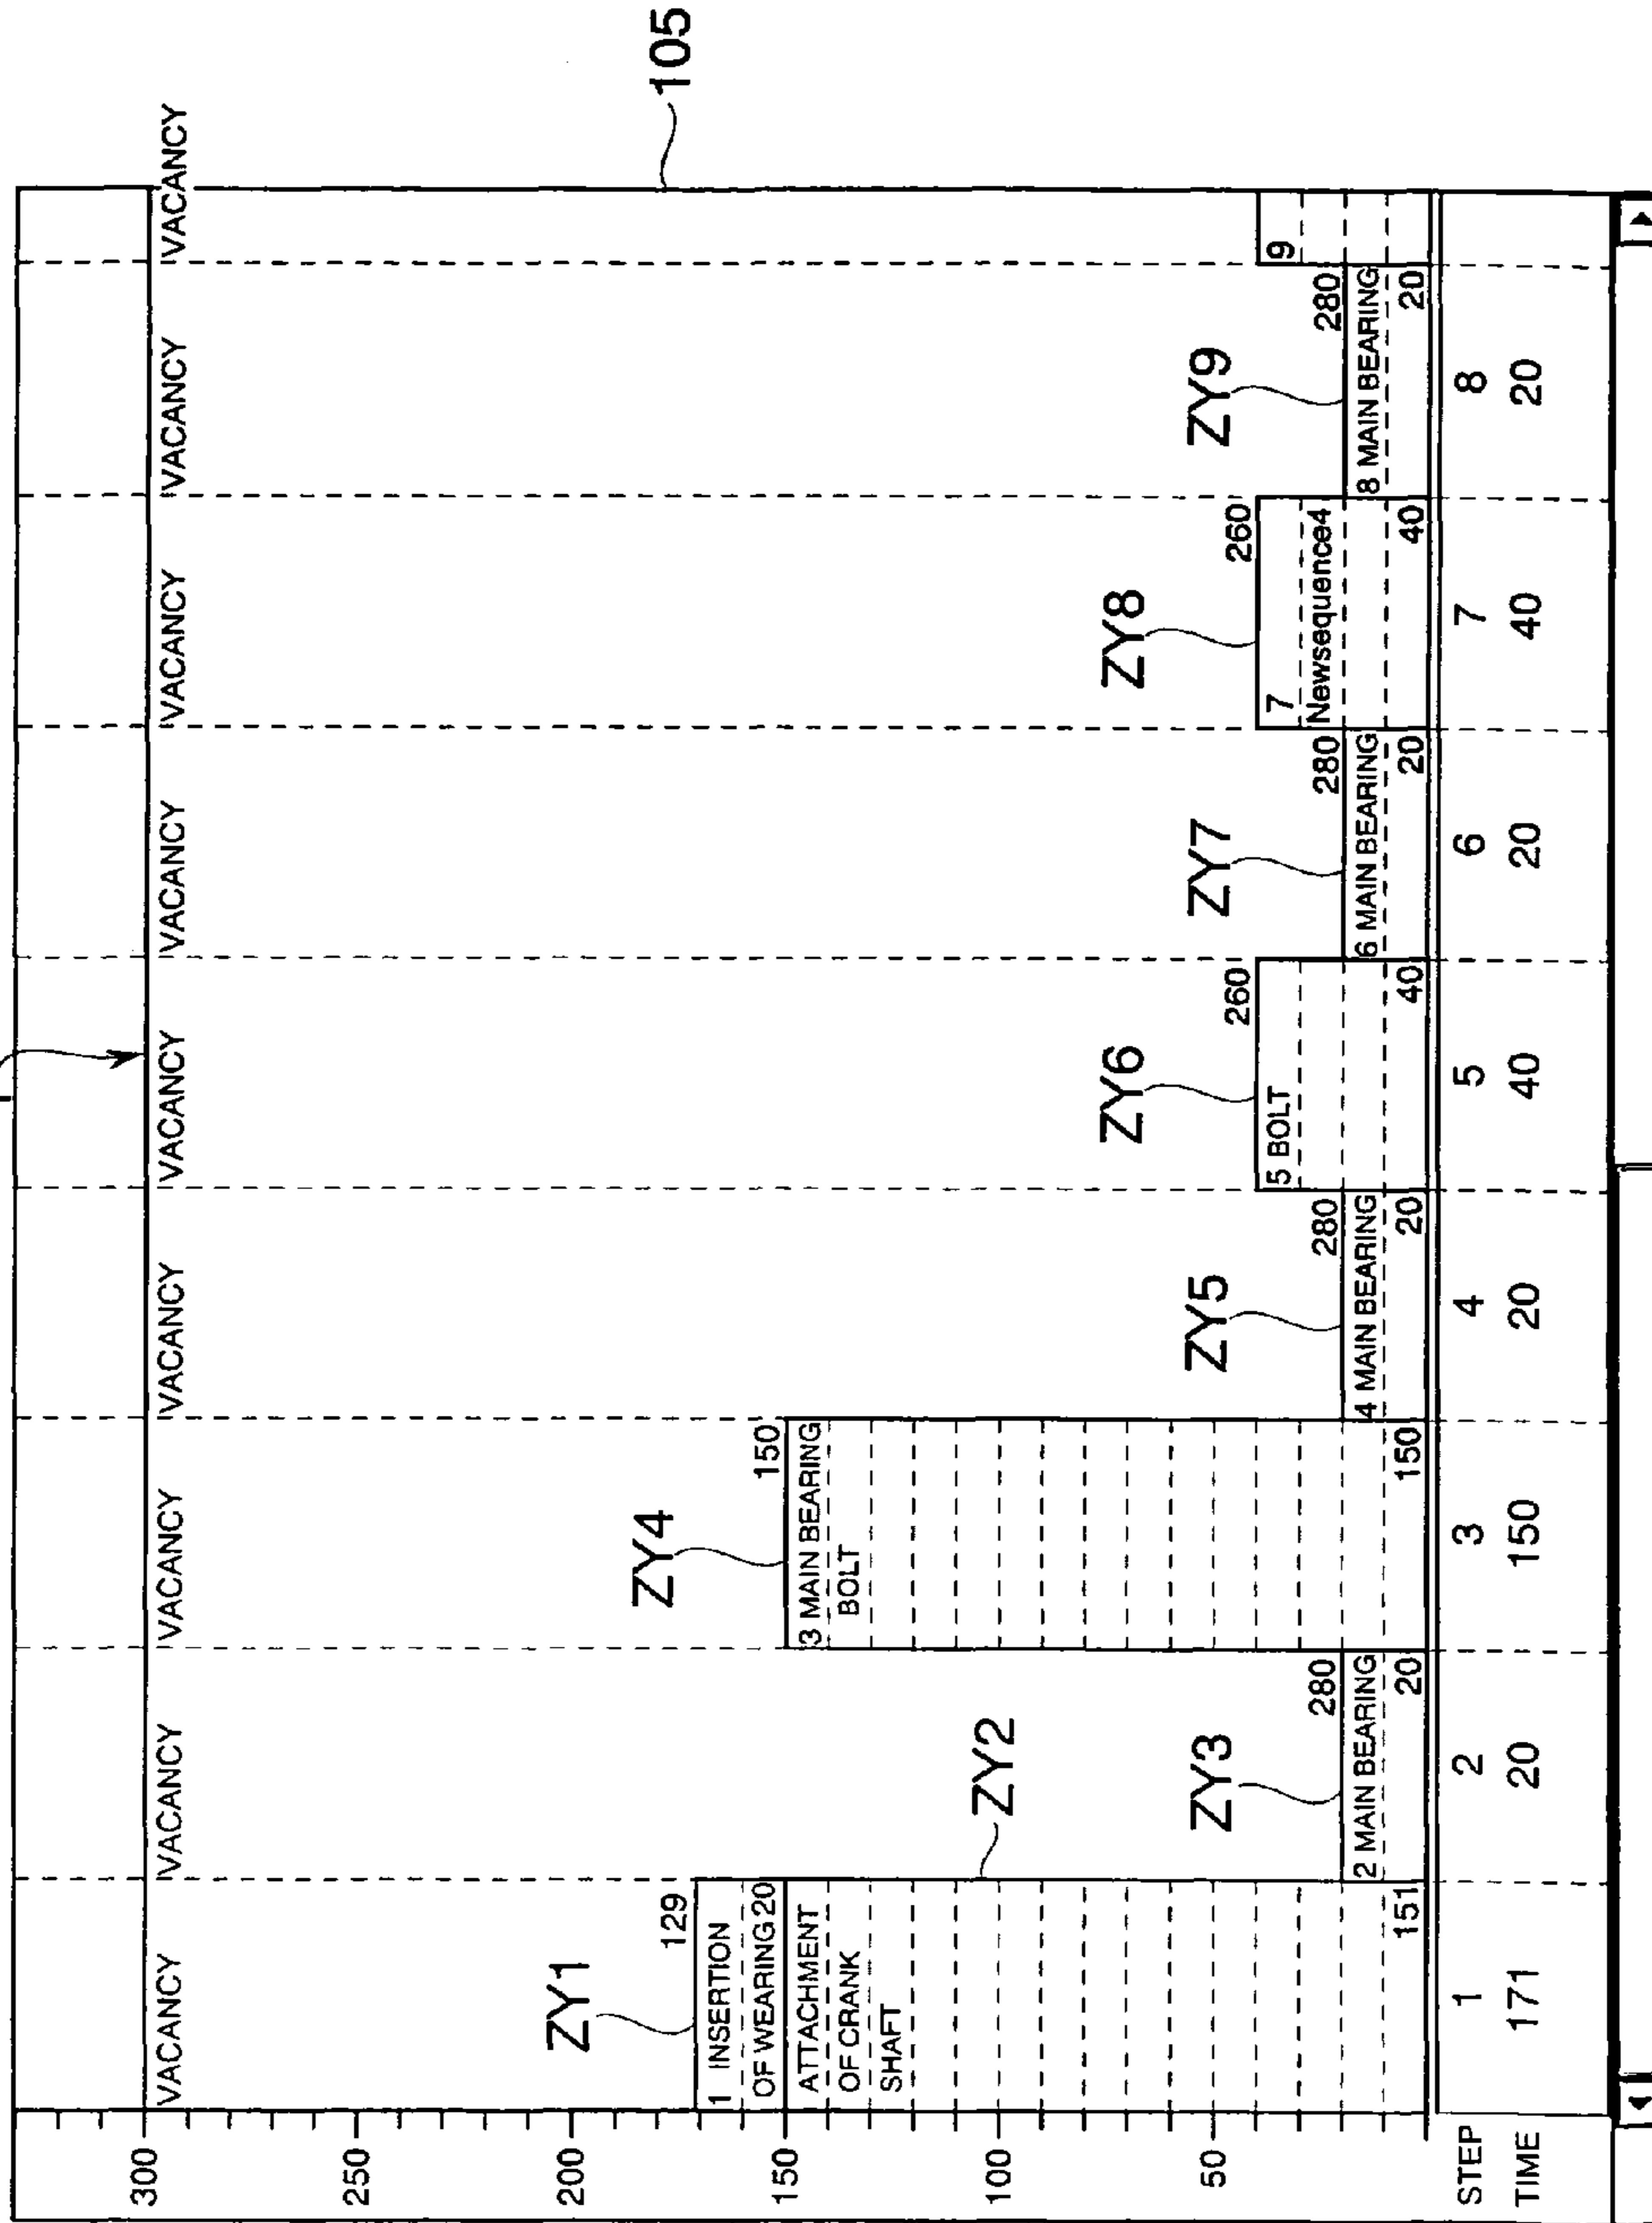 105
300
200
150
100
50
VACANCY VACANCY VACANCY VACANCY VACANCY VACANCY VACANCY VACANCY VACANCY
ZY1
129
1 INSERTION
OF WEARING 20
ATTACHMENT
OF CRANK
SHAFT
151
ZY2
ZY3
280
2 MAIN BEARING
20
ZY4
150
3 MAIN BEARING
BOLT
150
ZY5
280
4 MAIN BEARING
20
ZY6
260
5 BOLT
40
ZY7
280
6 MAIN BEARING
20
ZY8
260
7
Newsequence4
40
ZY9
280
8 MAIN BEARING
20
9
STEP 1 2 3 4 5 6 7 8
TIME 171 20 150 20 40 20 40 20